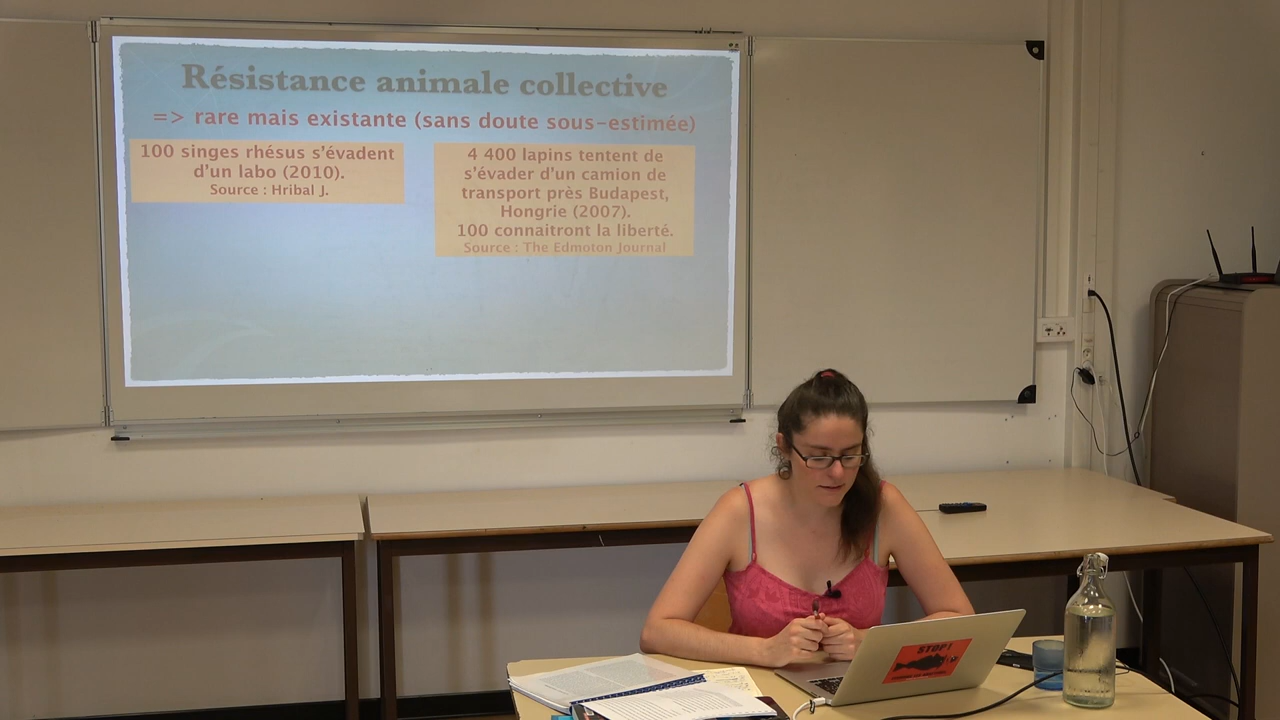 Résistance animale collective
=> rare mais existante (sans doute sous-estimée)
100 singes rhésus s'évadent
d'un labo (2010).
Source : Hribal J.
4 400 lapins tentent de
s'évader d'un camion de
transport près Budapest,
Hongrie (2007).
100 connaitront la liberté.
Source : The Edmoton Journal
STOP!